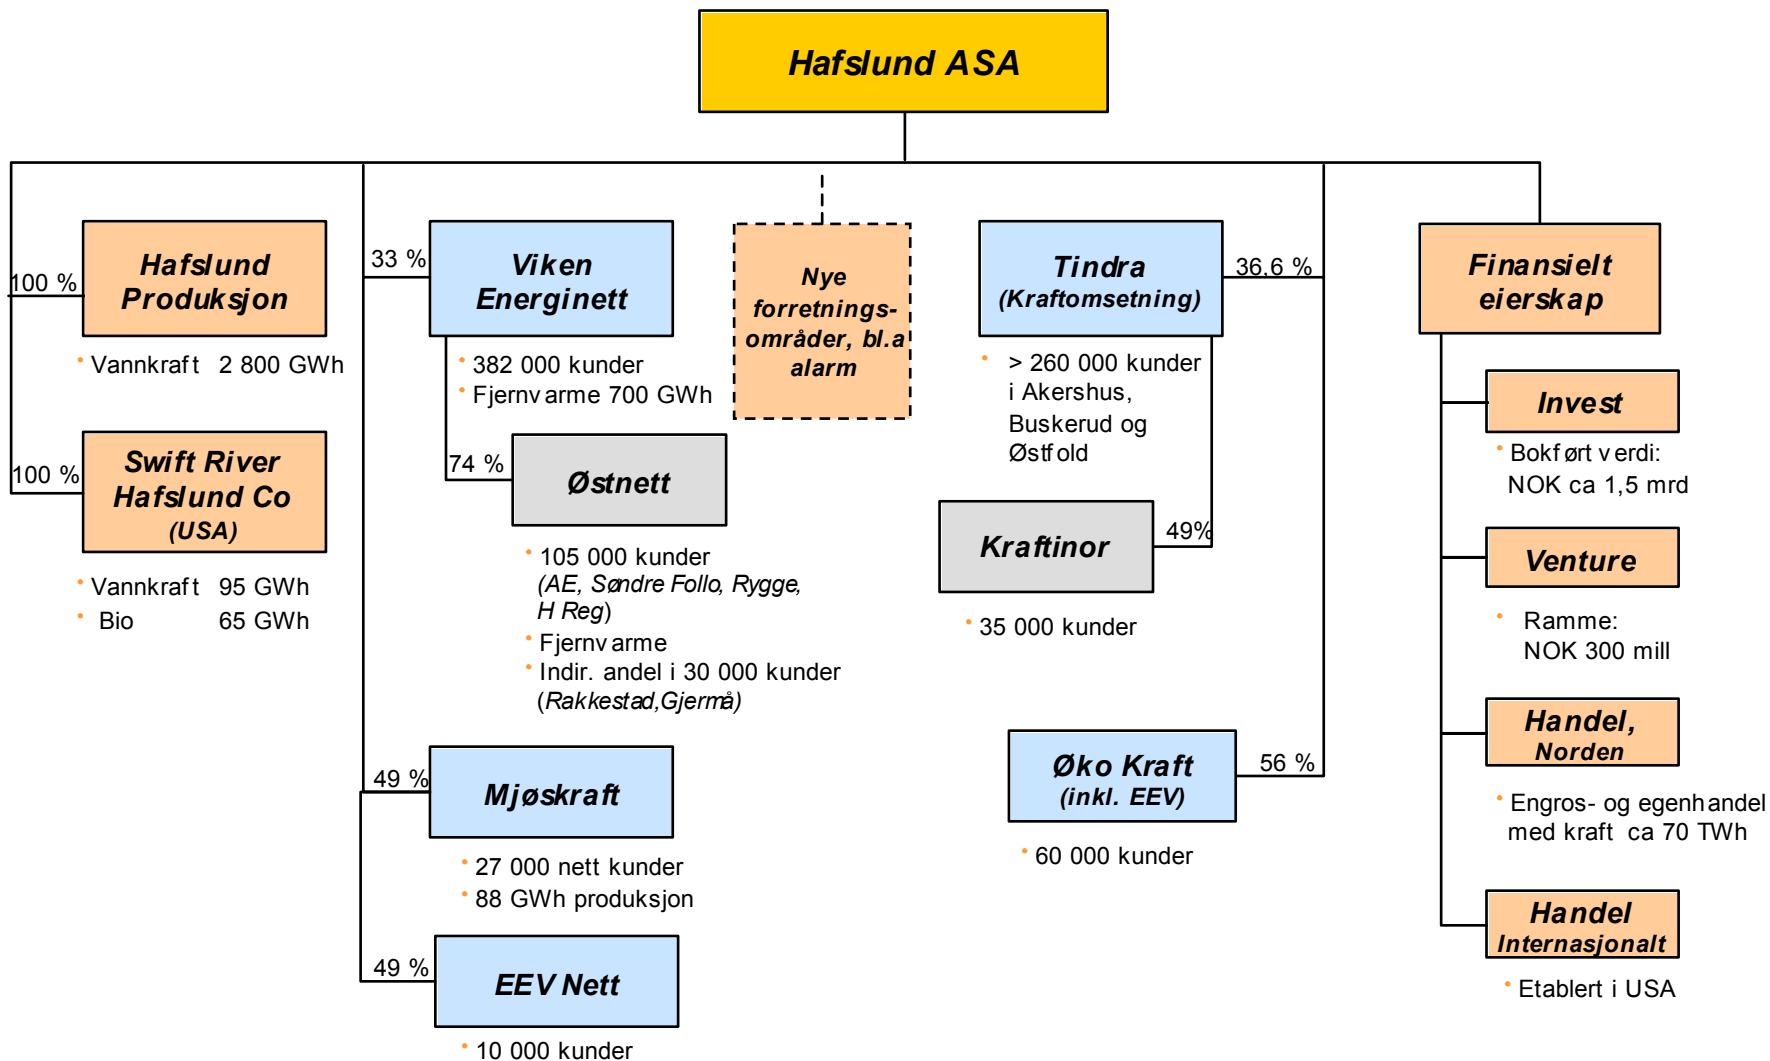 Hafslund ASA
100 %
Hafslund
Produksjon
• Vannkraft 2 800 GWh
100 %
Swift River
Hafslund Co
(USA)
• Vannkraft 95 GWh
• Bio 65 GWh
33 %
Viken
Energinett
• 382 000 kunder
• Fjernvarme 700 GWh
74 %
Østnett
• 105 000 kunder
(AE, Søndre Follo, Rygge,
H Reg)
• Fjernvarme
• Indir. andel i 30 000 kunder
(Rakkestad,Gjermå)
49 %
Mjøskraft
• 27 000 nett kunder
• 88 GWh produksjon
49 %
EEV Nett
• 10 000 kunder
Nye
forretnings-
områder, bl.a
alarm
Tindra
(Kraftomsetning)
36,6 %
• > 260 000 kunder
i Akershus,
Buskerud og
Østfold
Kraftinor
49%
• 35 000 kunder
Øko Kraft
(inkl. EEV)
56 %
• 60 000 kunder
Finansielt
eierskap
Invest
• Bokført verdi:
NOK ca 1,5 mrd
Venture
• Ramme:
NOK 300 mill
Handel,
Norden
• Engros- og egenhandel
med kraft ca 70 TWh
Handel
Internasjonalt
• Etablert i USA